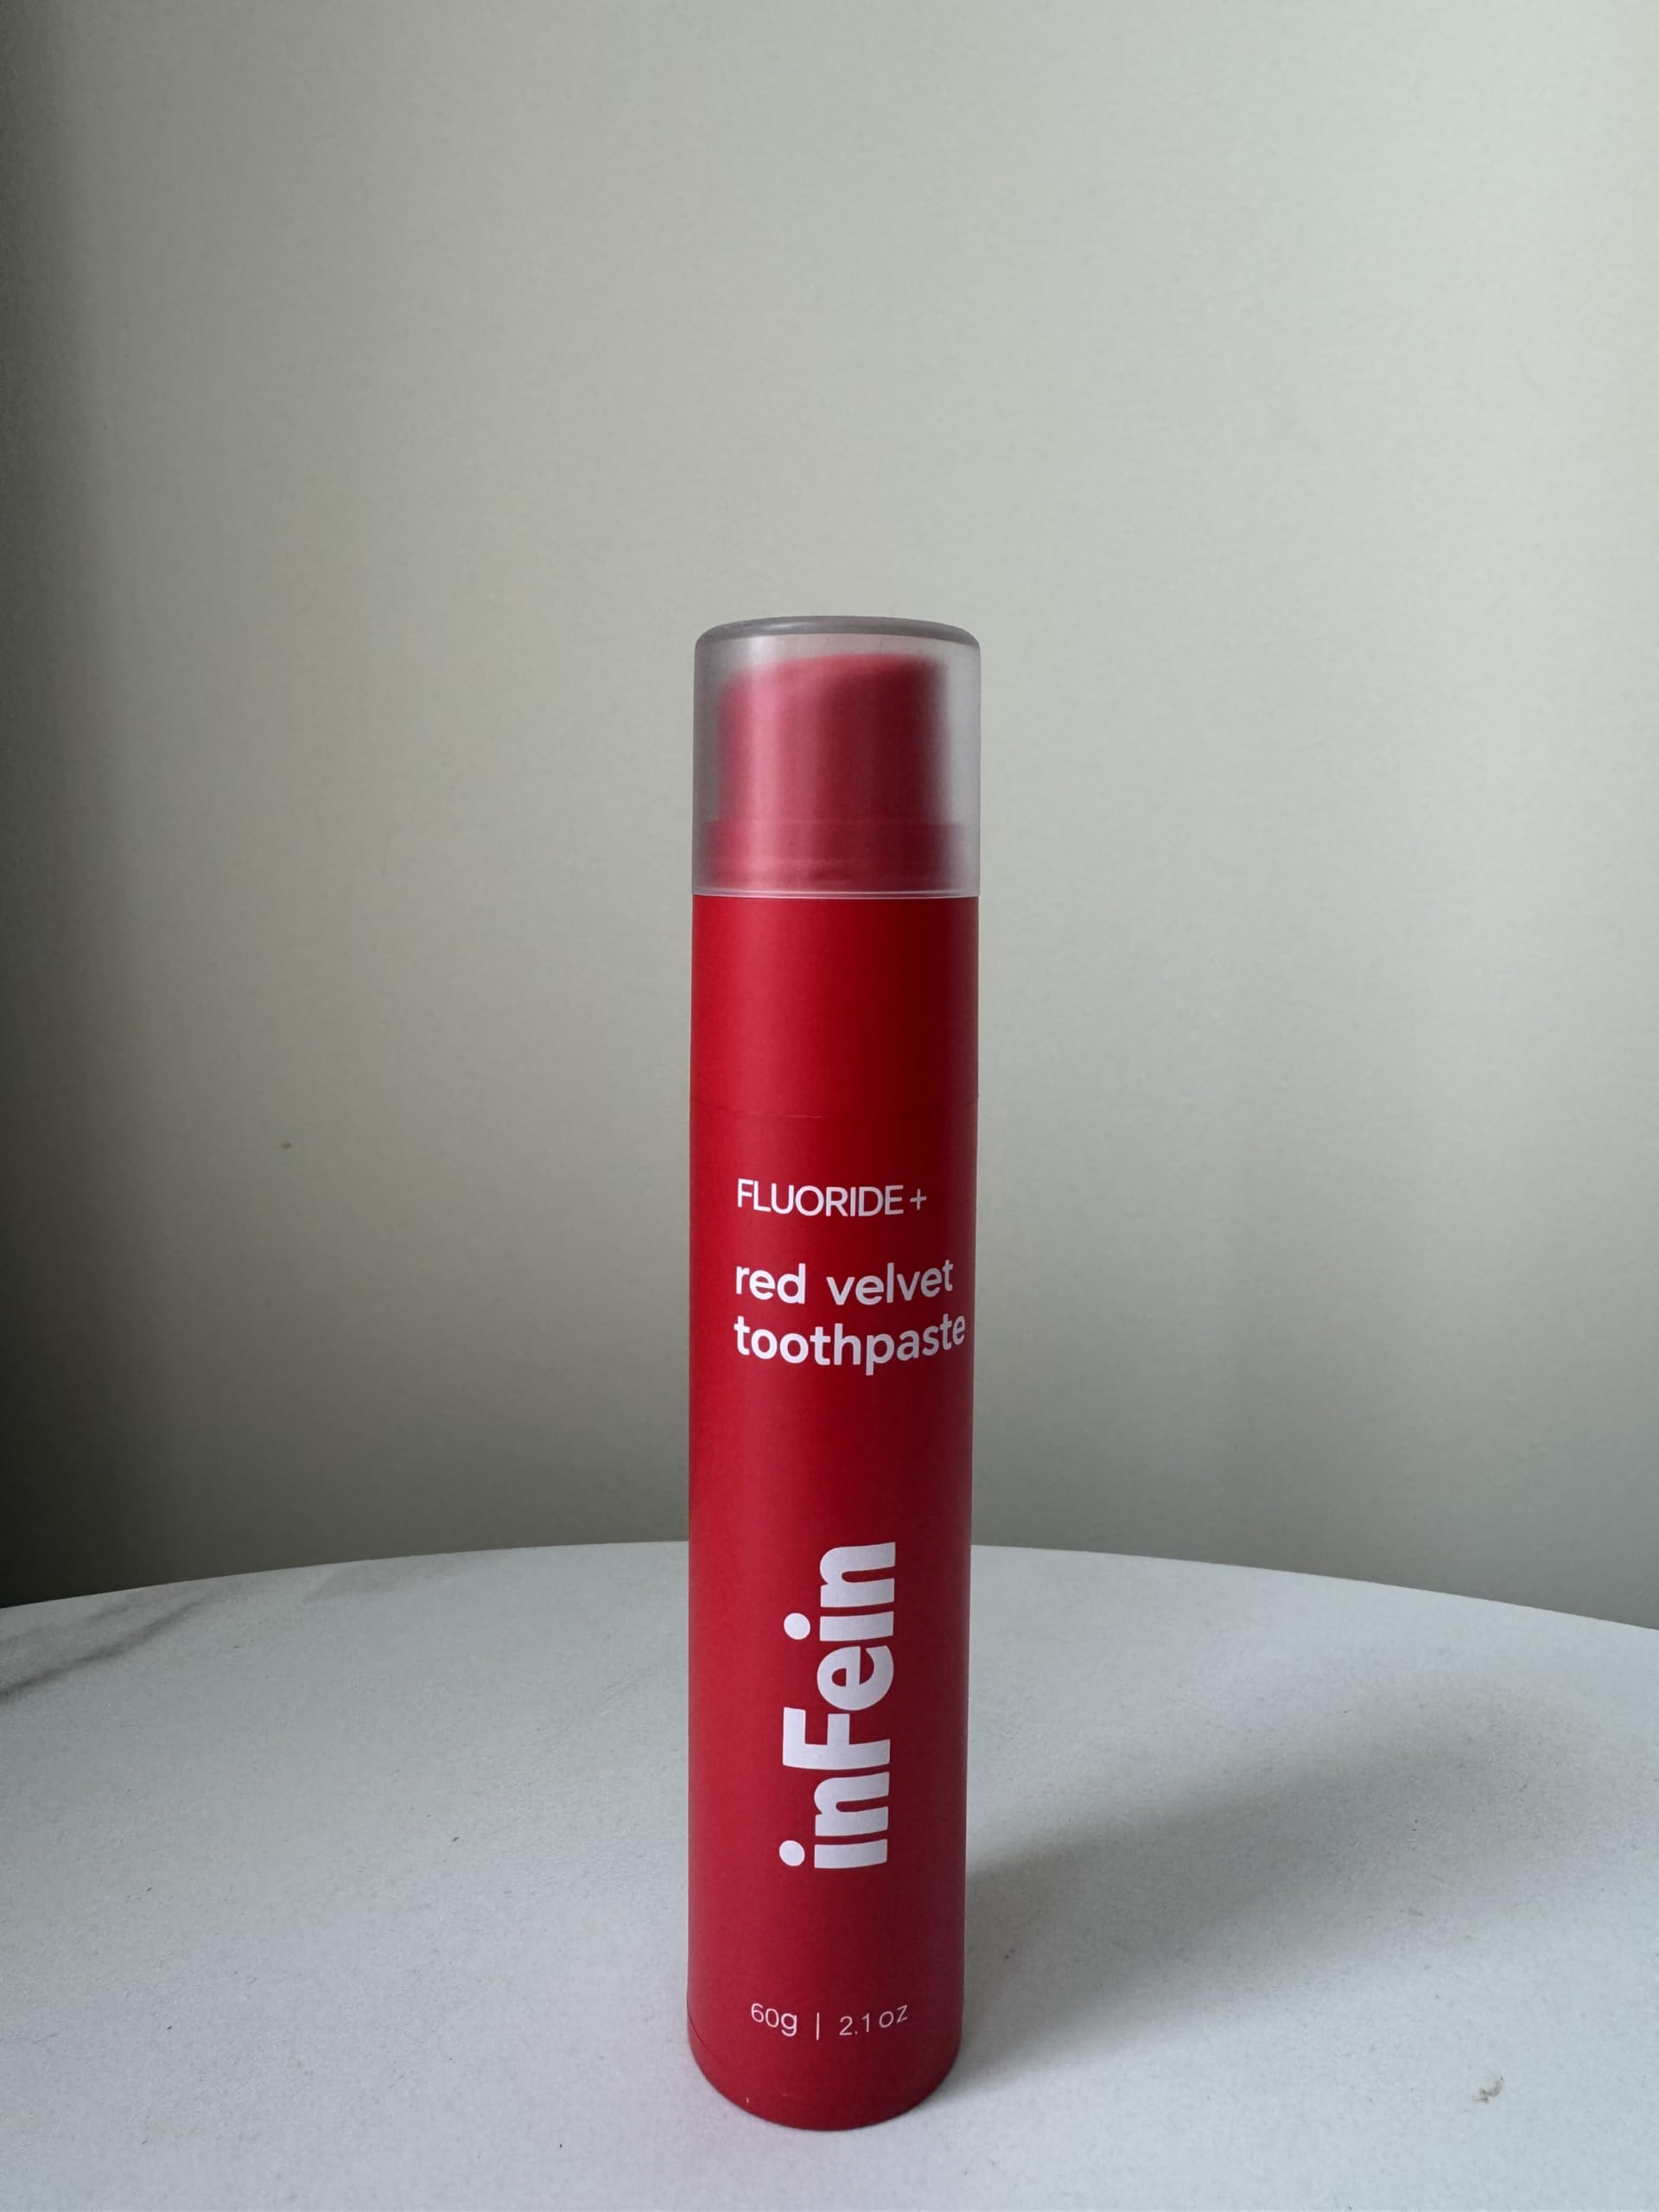 FLUORIDE+
red velvet
toothpaste
inFein
60g | 2.1 oz